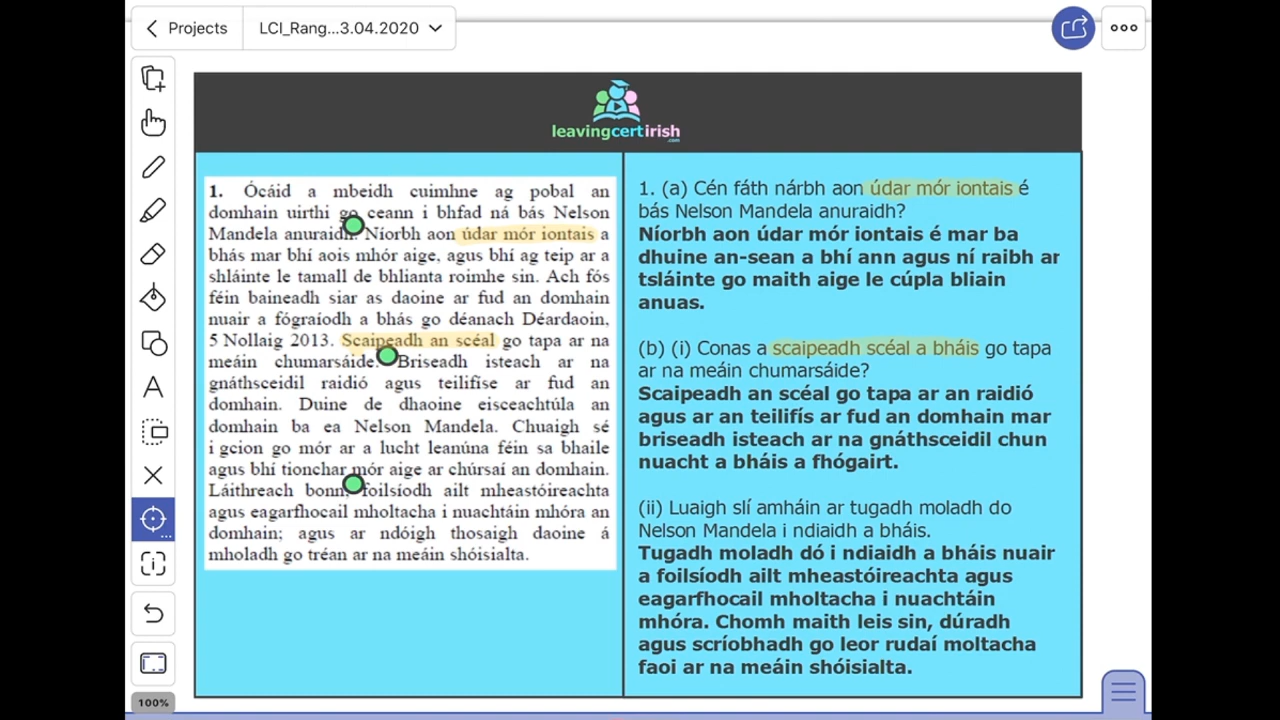 Projects
LCI_Rang...3.04.2020
leavingcertirish
.com
1. Ócáid a mbeidh cuimhne ag pobal an
domhain uirthi go ceann i bhfad ná bás Nelson
Mandela anuraidh. Níorbh aon údar mór iontais a
bhás mar bhí aois mhór aige, agus bhí ag teip ar a
shláinte le tamall de bhlianta roimhe sin. Ach fós
féin baineadh siar as daoine ar fud an domhain
nuair a fógraíodh a bhás go déanach Déardaoin,
5 Nollaig 2013. Scaipeadh an scéal go tapa ar na
meáin chumarsáide. Briseadh isteach ar na
gnáthsceidil raidió agus teilifíse ar fud an
domhain. Duine de dhaoine eisceachtúla an
domhain ba ea Nelson Mandela. Chuaigh sé
i gcion go mór ar a lucht leanúna féin sa bhaile
agus bhí tionchar mór aige ar chúrsaí an domhain.
Láithreach bonn, foilsíodh ailt mheastóireachta
agus eagarfhocail mholtacha i nuachtáin mhóra an
domhain; agus ar ndóigh thosaigh daoine á
mholadh go tréan ar na meáin shóisialta.
1. (a) Cén fáth nárbh aon údar mór iontais é
bás Nelson Mandela anuraidh?
Níorbh aon údar mór iontais é mar ba
dhuine an-sean a bhí ann agus ní raibh ar
tsláinte go maith aige le cúpla bliain
anuas.
(b) (i) Conas a scaipeadh scéal a bháis go tapa
ar na meáin chumarsáide?
Scaipeadh an scéal go tapa ar an raidió
agus ar an teilifís ar fud an domhain mar
briseadh isteach ar na gnáthsceidil chun
nuacht a bháis a fhógairt.
(ii) Luaigh slí amháin ar tugadh moladh do
Nelson Mandela i ndiaidh a bháis.
Tugadh moladh dó i ndiaidh a bháis nuair
a foilsíodh ailt mheastóireachta agus
eagarfhocail mholtacha i nuachtáin
mhóra. Chomh maith leis sin, dúradh
agus scríobhadh go leor rudaí moltacha
faoi ar na meáin shóisialta.
100%